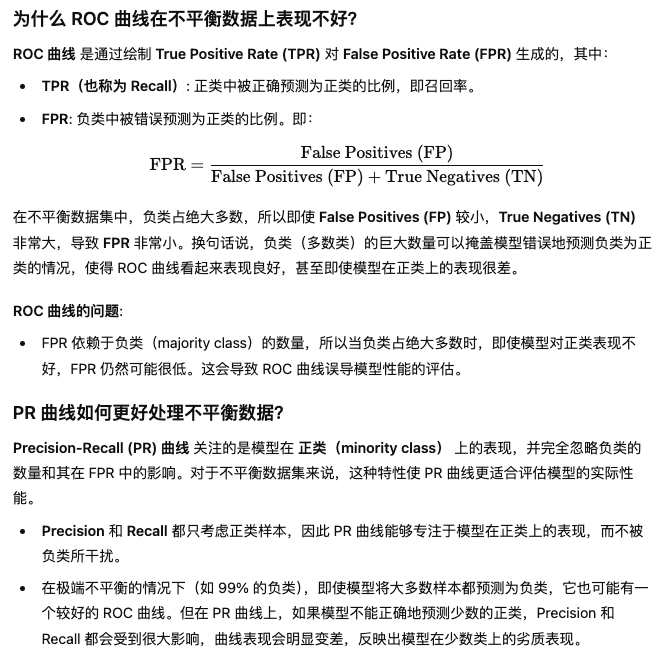 为什么 ROC 曲线在不平衡数据上表现不好?
ROC 曲线 是通过绘制 True Positive Rate (TPR) 对 False Positive Rate (FPR) 生成的，其中：
• TPR（也称为 Recall）: 正类中被正确预测为正类的比例，即召回率。
• FPR: 负类中被错误预测为正类的比例。即：
FPR = False Positives (FP) / False Positives (FP) + True Negatives (TN)
在不平衡数据集中，负类占绝大多数，所以即使 False Positives (FP) 较小，True Negatives (TN)
非常大，导致 FPR 非常小。换句话说，负类（多数类）的巨大数量可以掩盖模型错误地预测负类为正
类的情况，使得 ROC 曲线看起来表现良好，甚至即使模型在正类上的表现很差。
ROC 曲线的问题:
• FPR 依赖于负类（majority class）的数量，所以当负类占绝大多数时，即使模型对正类表现不
好，FPR 仍然可能很低。这会导致 ROC 曲线误导模型性能的评估。
PR 曲线如何更好处理不平衡数据?
Precision-Recall (PR) 曲线 关注的是模型在 正类（minority class） 上的表现，并完全忽略负类的
数量和其在 FPR 中的影响。对于不平衡数据集来说，这种特性使 PR 曲线更适合评估模型的实际性
能。
• Precision 和 Recall 都只考虑正类样本，因此 PR 曲线能够专注于模型在正类上的表现，而不被
负类所干扰。
• 在极端不平衡的情况下（如 99% 的负类），即使模型将大多数样本都预测为负类，它也可能有一
个较好的 ROC 曲线。但在 PR 曲线上，如果模型不能正确地预测少数的正类，Precision 和
Recall 都会受到很大影响，曲线表现会明显变差，反映出模型在少数类上的劣质表现。